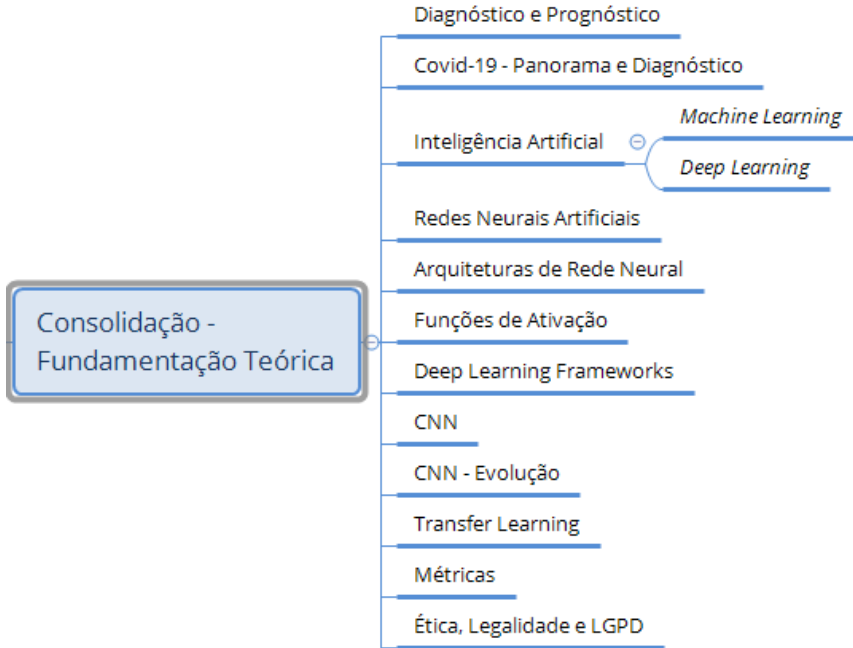 Consolidação -
Fundamentação Teórica
Diagnóstico e Prognóstico
Covid-19 - Panorama e Diagnóstico
Inteligência Artificial
Machine Learning
Deep Learning
Redes Neurais Artificiais
Arquiteturas de Rede Neural
Funções de Ativação
Deep Learning Frameworks
CNN
CNN - Evolução
Transfer Learning
Métricas
Ética, Legalidade e LGPD